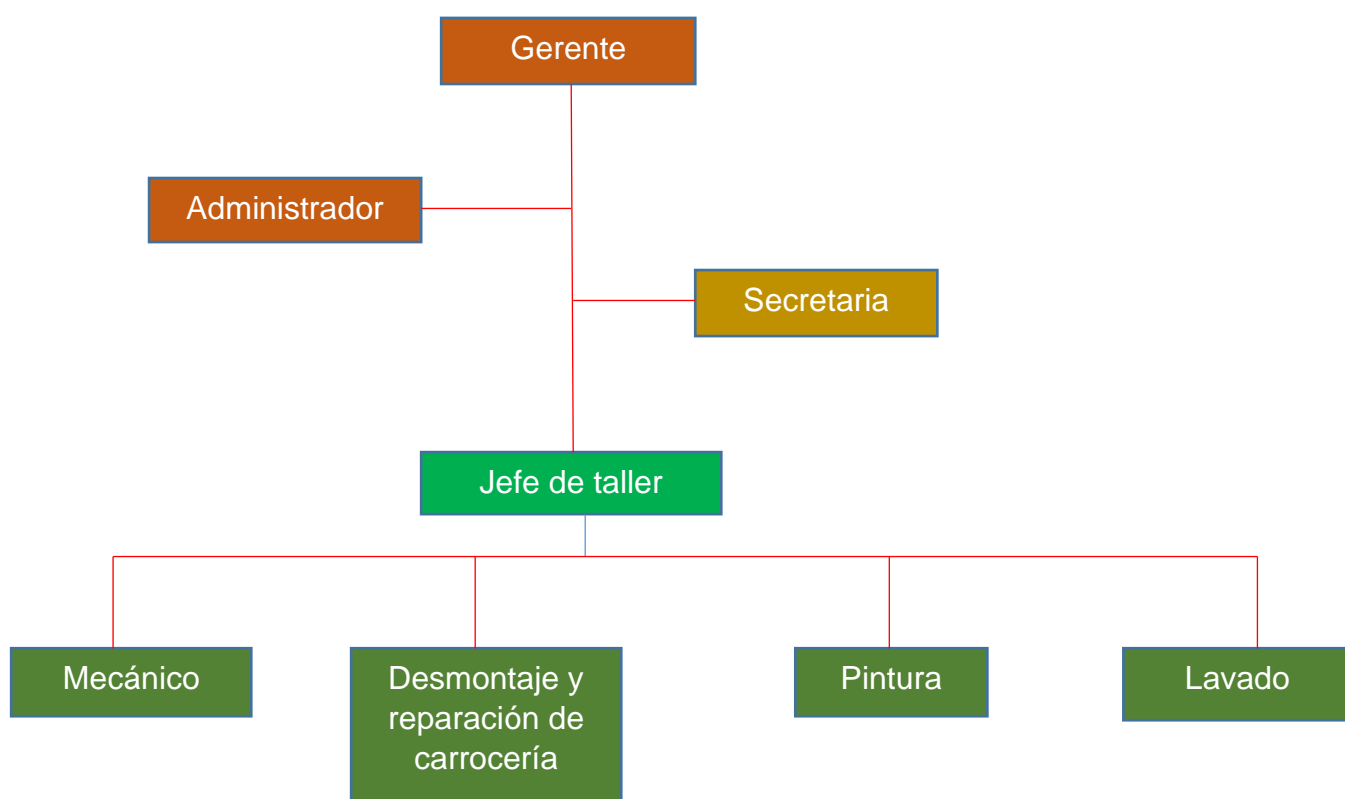 Gerente
Administrador
Secretaria
Jefe de taller
Mecánico
Desmontaje y
reparación de
carrocería
Pintura
Lavado